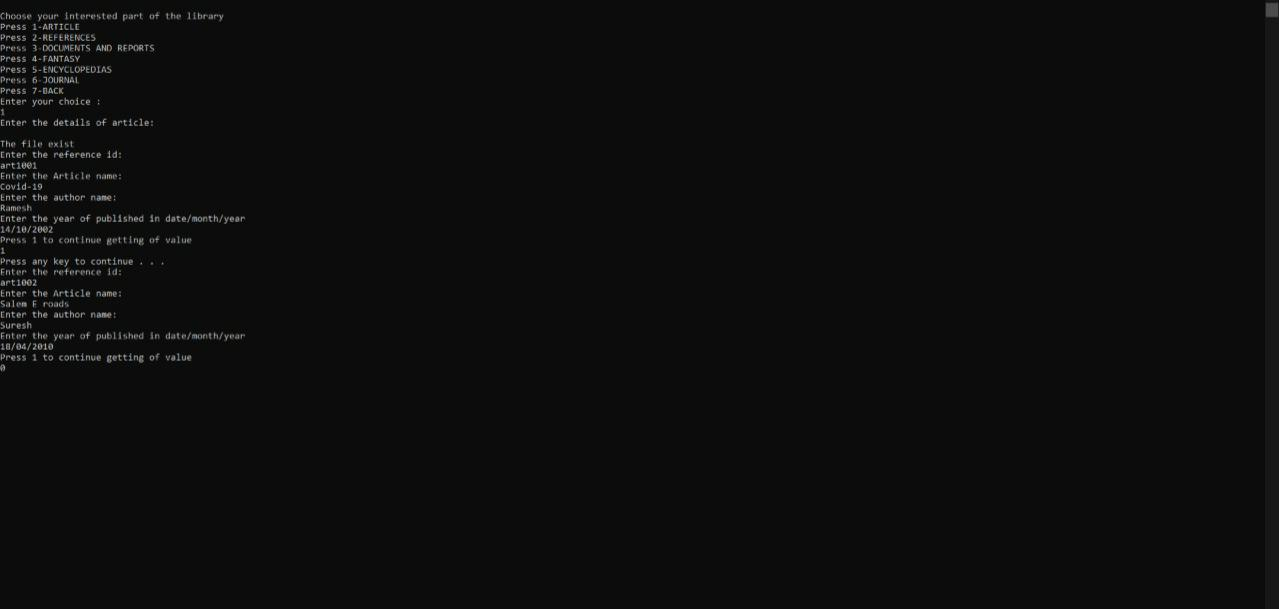 Choose your interested part of the library
Press 1-ARTICLE
Press 2-REFERENCES
Press 3-DOCUMENTS AND REPORTS
Press 4-FANTASY
Press 5-ENCYCLOPEDIAS
Press 6-JOURNAL
Press 7-BACK
Enter your choice :
1
Enter the details of article:
The file exist
Enter the reference id:
art1001
Enter the Article name:
Covid-19
Enter the author name:
Ramesh
Enter the year of published in date/month/year
14/10/2002
Press 1 to continue getting of value
1
Press any key to continue . . .
Enter the reference id:
art1002
Enter the Article name:
Salem E roads
Enter the author name:
Suresh
Enter the year of published in date/month/year
18/04/2010
Press 1 to continue getting of value
0